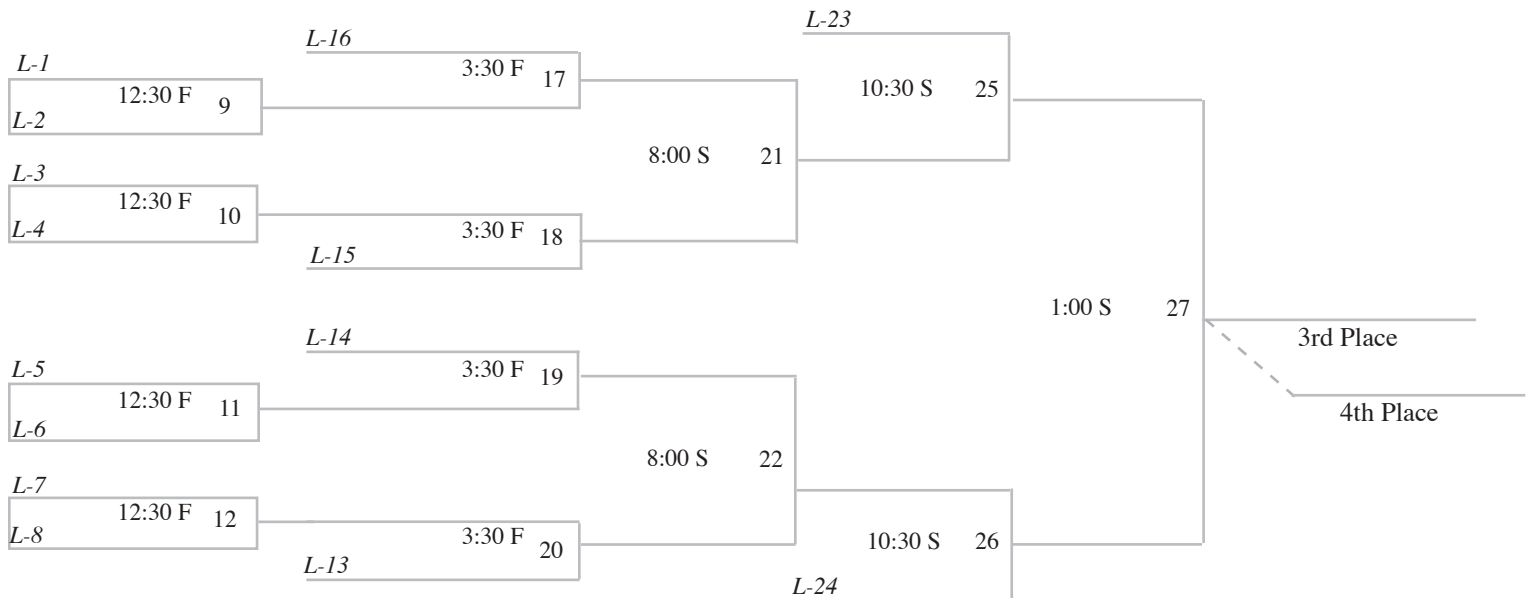 L-23
L-16
L-1
3:30 F 17
12:30 F 9
10:30 S 25
L-2
8:00 S 21
L-3
12:30 F 10
L-4
3:30 F 18
L-15
1:00 S 27
L-14
3rd Place
L-5
3:30 F 19
12:30 F 11
4th Place
L-6
8:00 S 22
L-7
12:30 F 12
L-8
3:30 F 20
10:30 S 26
L-13
L-24